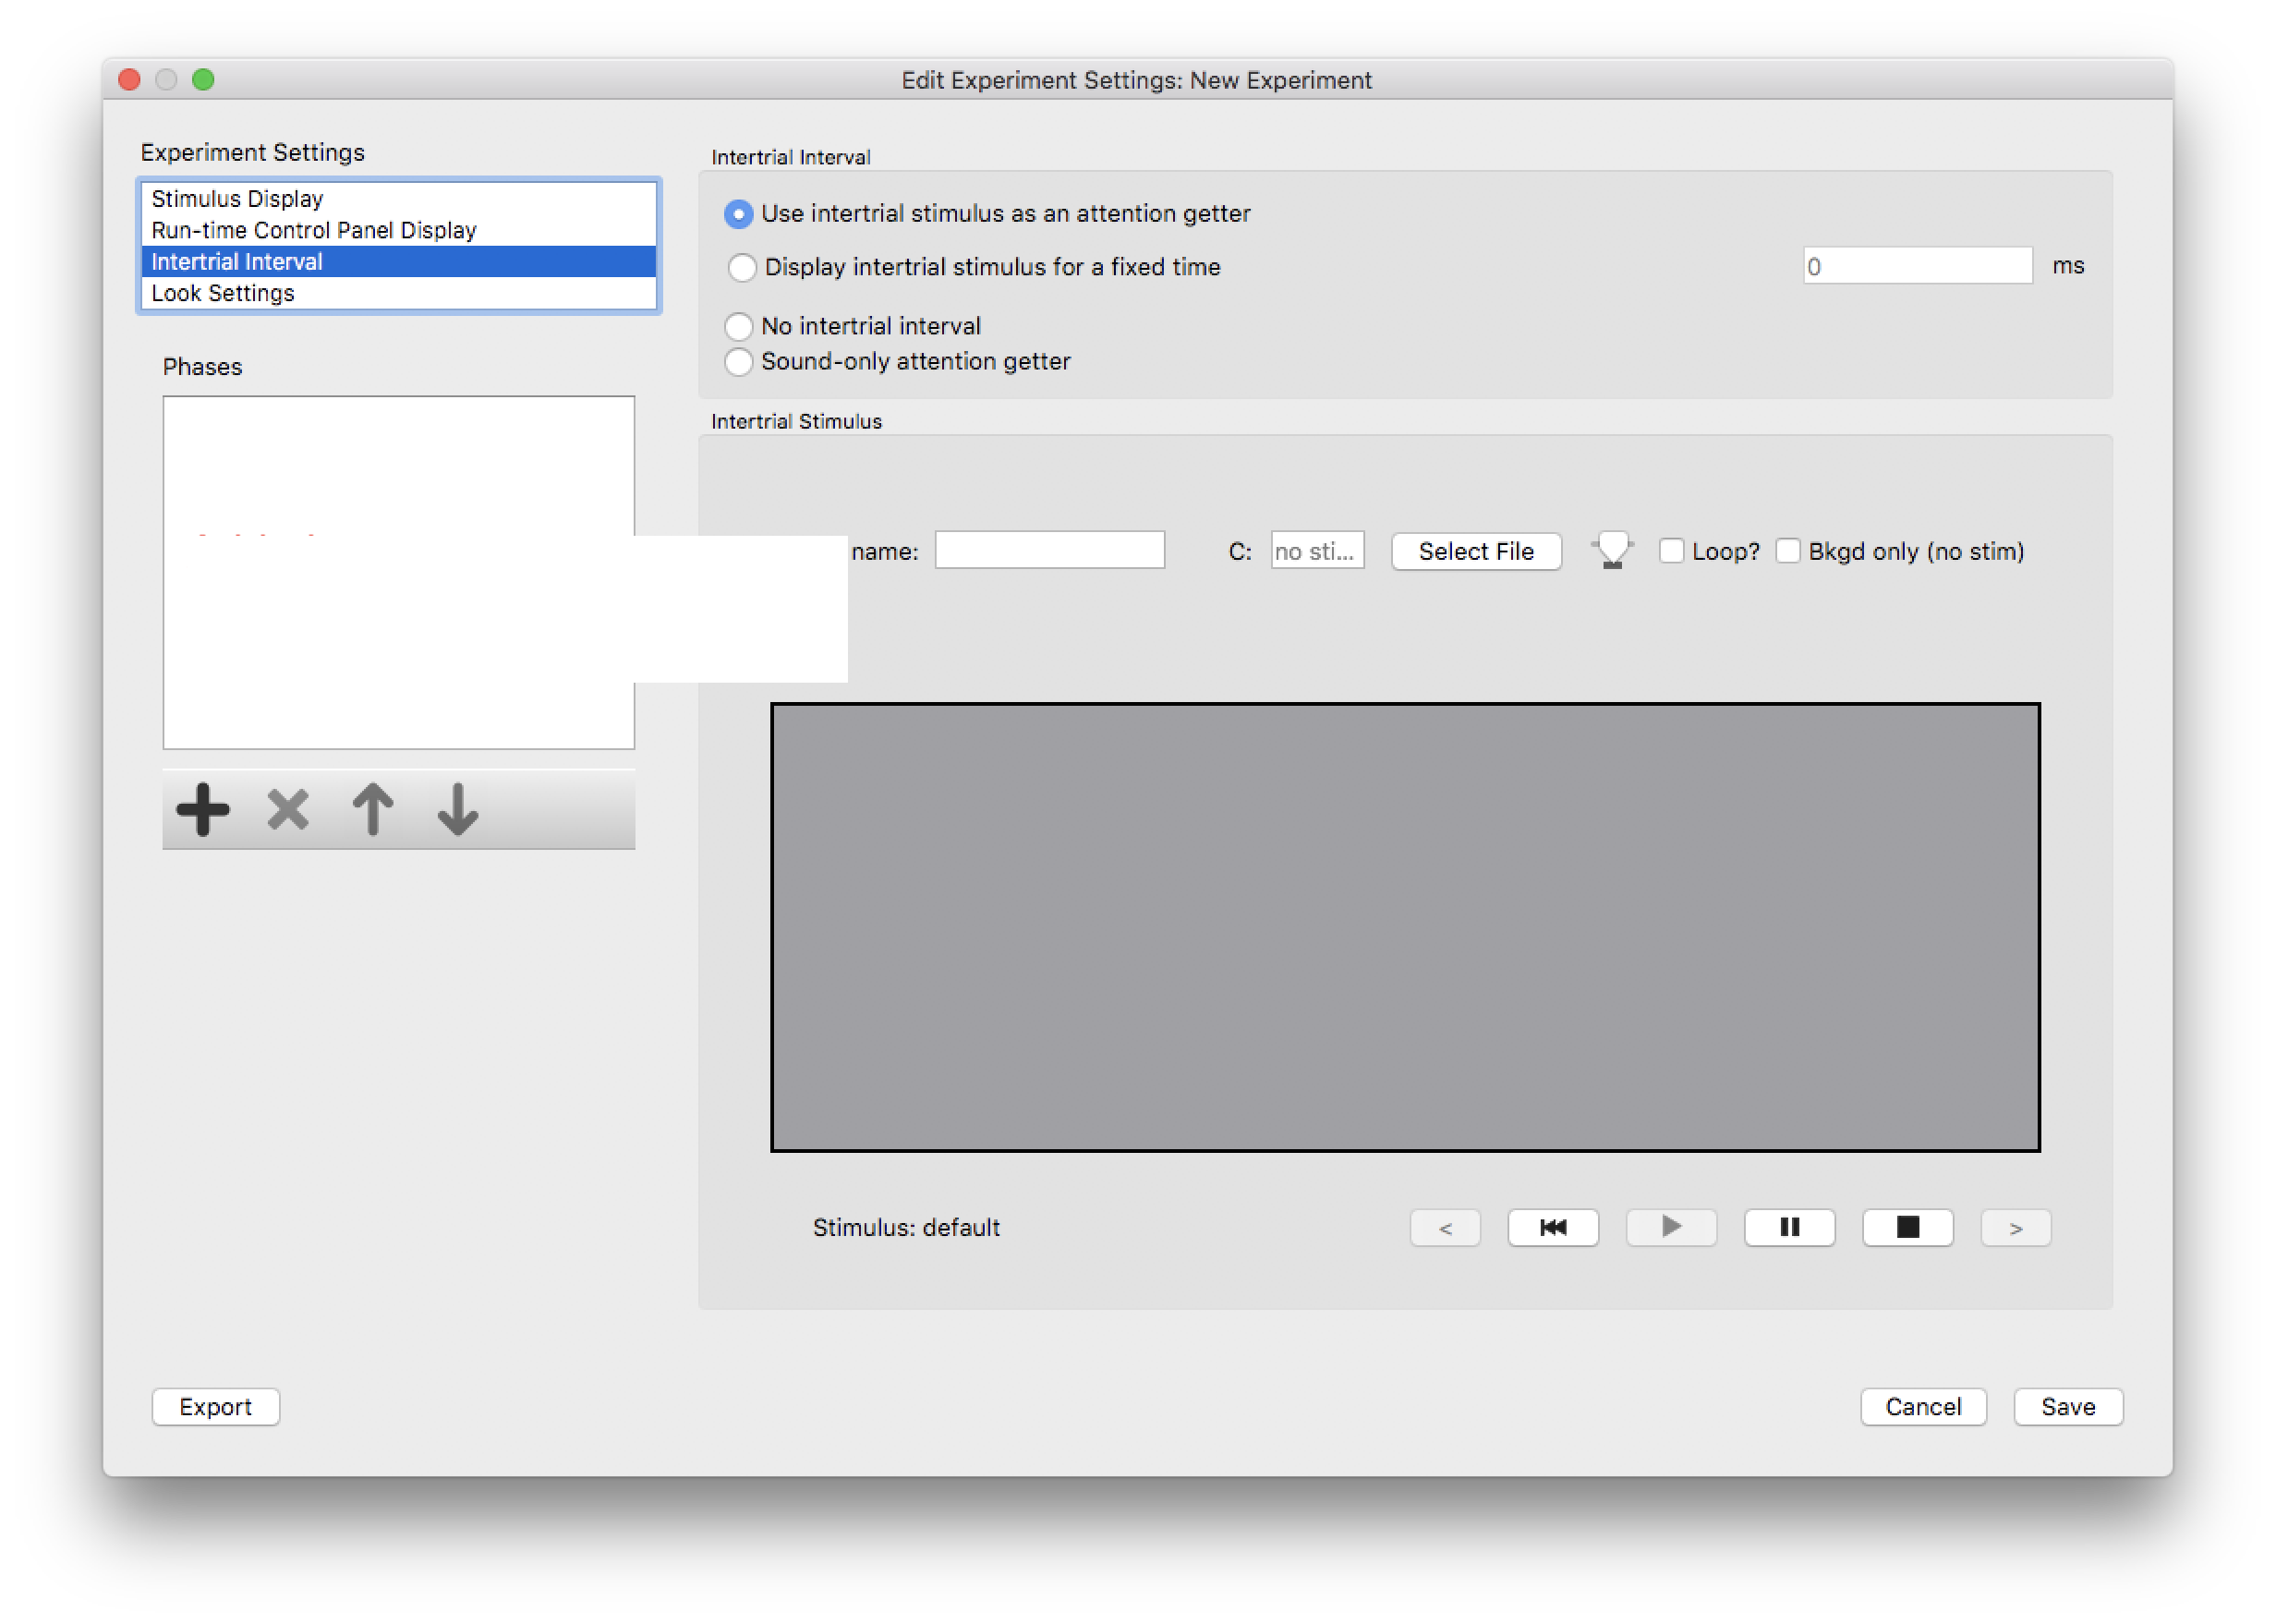 Edit Experiment Settings: New Experiment
Experiment Settings
Stimulus Display
Run-time Control Panel Display
Intertrial Interval
Look Settings
Phases
Intertrial Interval
Use intertrial stimulus as an attention getter
Display intertrial stimulus for a fixed time 0 ms
No intertrial interval
Sound-only attention getter
Intertrial Stimulus
name: C: no sti... Select File Loop? Bkgd only (no stim)
Stimulus: default < >
Export Cancel Save